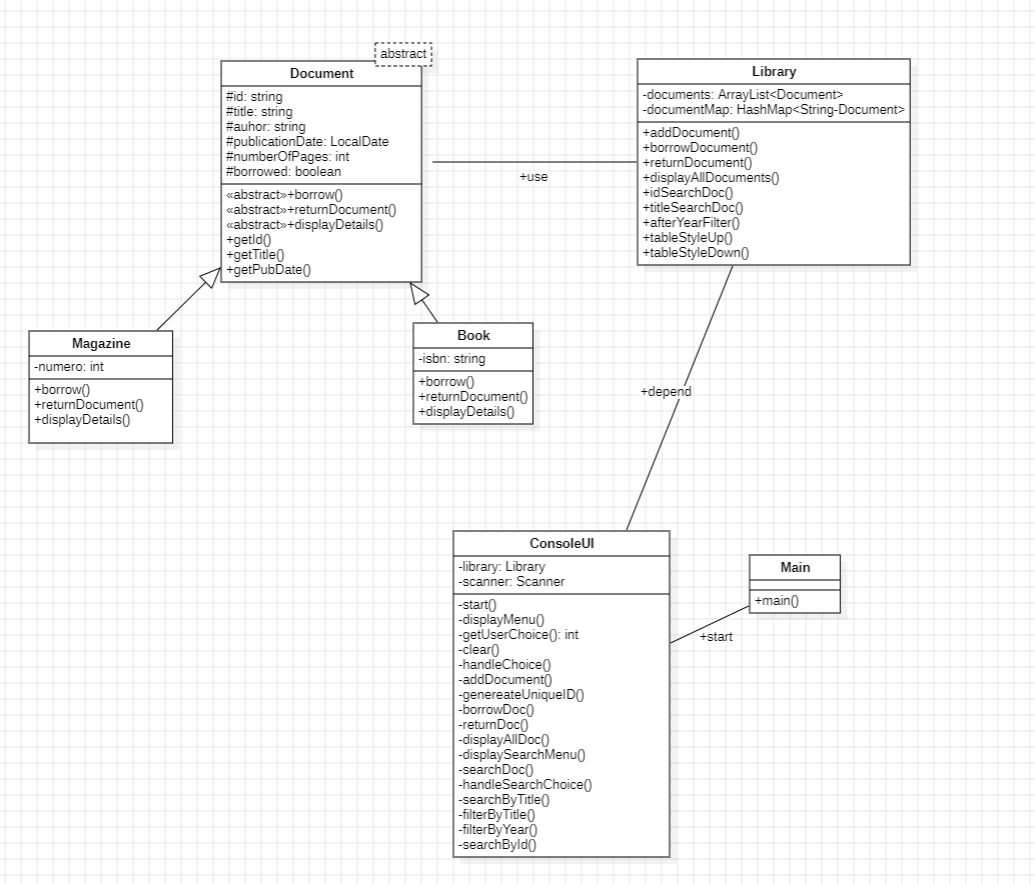 abstract
Document
#id: string
#title: string
#auhor: string
#publicationDate: LocalDate
#numberOfPages: int
#borrowed: boolean
«abstract»+borrow()
«abstract»+returnDocument()
«abstract»+displayDetails()
+getId()
+getTitle()
+getPubDate()
+use
Library
-documents: ArrayList<Document>
-documentMap: HashMap<String-Document>
+addDocument()
+borrowDocument()
+returnDocument()
+displayAllDocuments()
+idSearchDoc()
+titleSearchDoc()
+afterYearFilter()
+tableStyleUp()
+tableStyleDown()
Magazine
-numero: int
+borrow()
+returnDocument()
+displayDetails()
Book
-isbn: string
+borrow()
+returnDocument()
+displayDetails()
+depend
ConsoleUI
-library: Library
-scanner: Scanner
-start()
-displayMenu()
-getUserChoice(): int
-clear()
-handleChoice()
-addDocument()
-genereateUniqueID()
-borrowDoc()
-returnDoc()
-displayAllDoc()
-displaySearchMenu()
-searchDoc()
-handleSearchChoice()
-searchByTitle()
-filterByTitle()
-filterByYear()
-searchById()
+start
Main
+main()